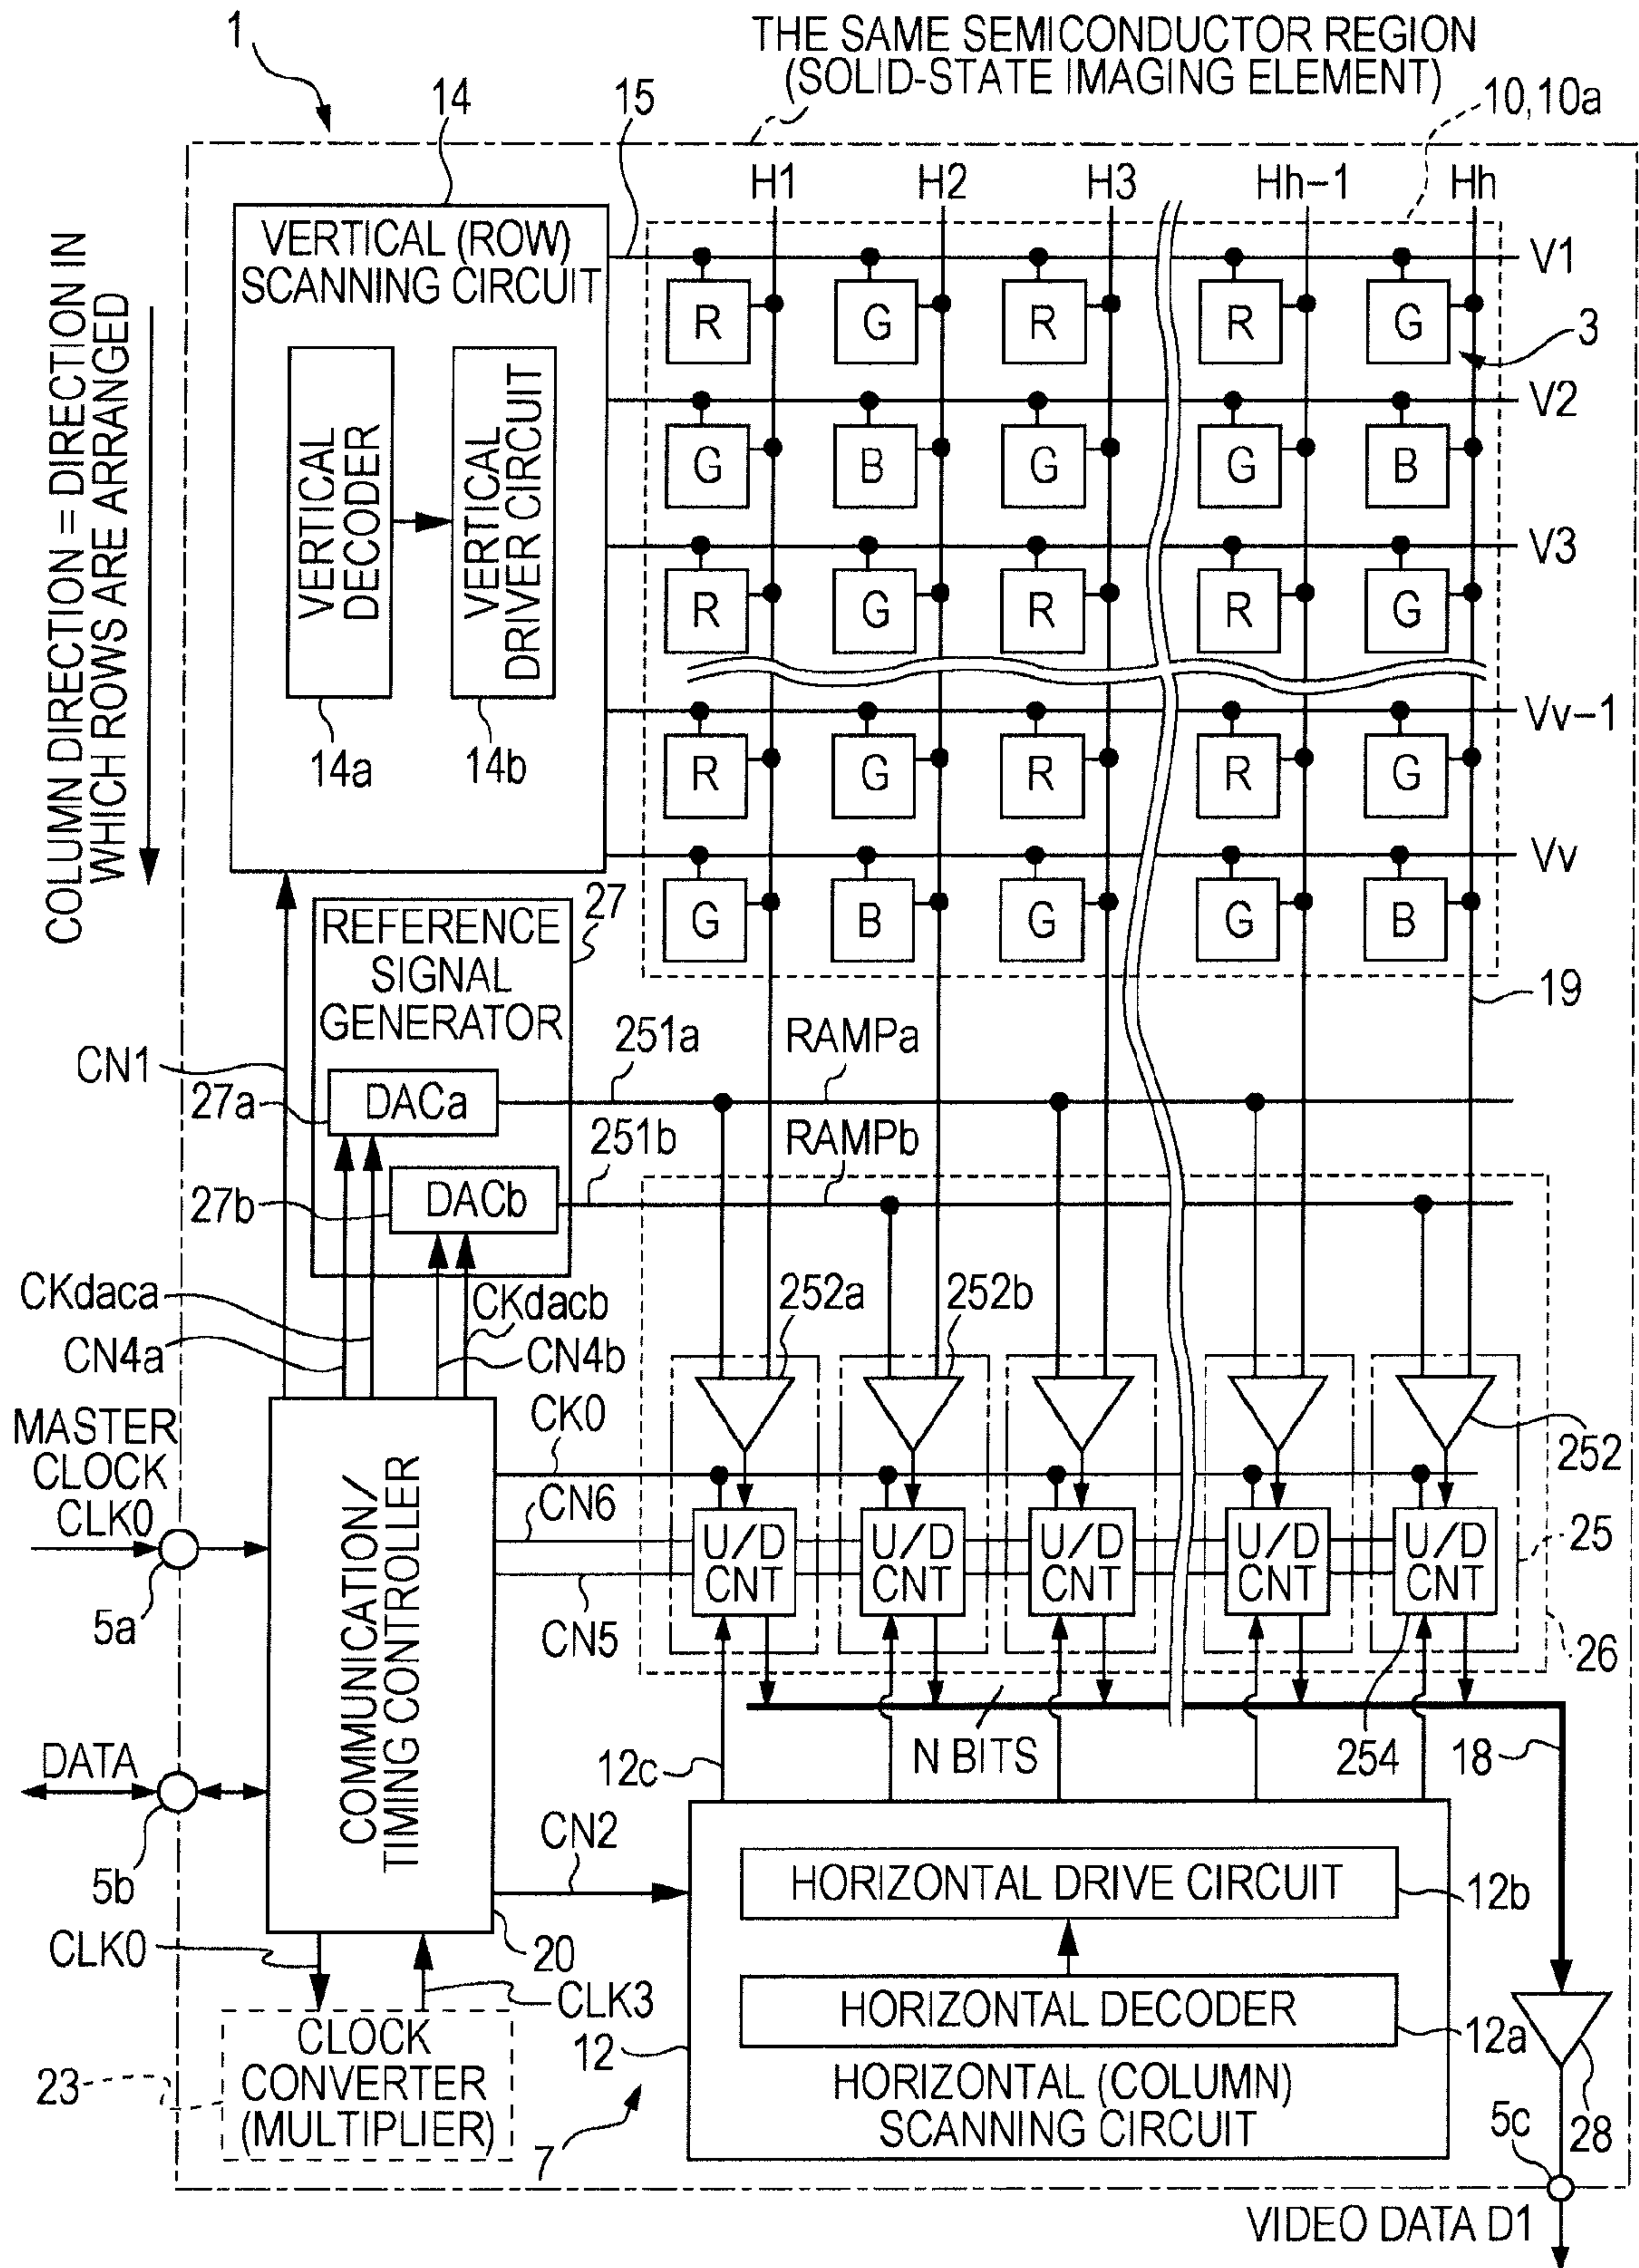 THE SAME SEMICONDUCTOR REGION
(SOLID-STATE IMAGING ELEMENT)
1
14
15
10,10a
H1 H2 H3 Hh-1 Hh
VERTICAL (ROW)
SCANNING CIRCUIT
VERTICAL
DECODER
VERTICAL
DRIVER CIRCUIT
14a
14b
COLUMN DIRECTION = DIRECTION IN
WHICH ROWS ARE ARRANGED
V1
R G R R G
3
V2
G B G G B
V3
R G R R G
Vv-1
R G R R G
Vv
G B G G B
19
REFERENCE
SIGNAL
GENERATOR
27
CN1
27a
DACa
251a
RAMPa
27b
DACb
251b
RAMPb
CKdaca
CN4a
CKdacb
CN4b
252a
252b
252
MASTER
CLOCK
CLK0
5a
CK0
CN6
CN5
U/D
CNT
U/D
CNT
U/D
CNT
U/D
CNT
U/D
CNT
25
26
COMMUNICATION/
TIMING CONTROLLER
DATA
5b
12c
N BITS
254
18
CN2
HORIZONTAL DRIVE CIRCUIT
12b
HORIZONTAL DECODER
12a
HORIZONTAL (COLUMN)
SCANNING CIRCUIT
12
7
20
CLK0
CLK3
CLOCK
CONVERTER
(MULTIPLIER)
23
28
5c
VIDEO DATA D1